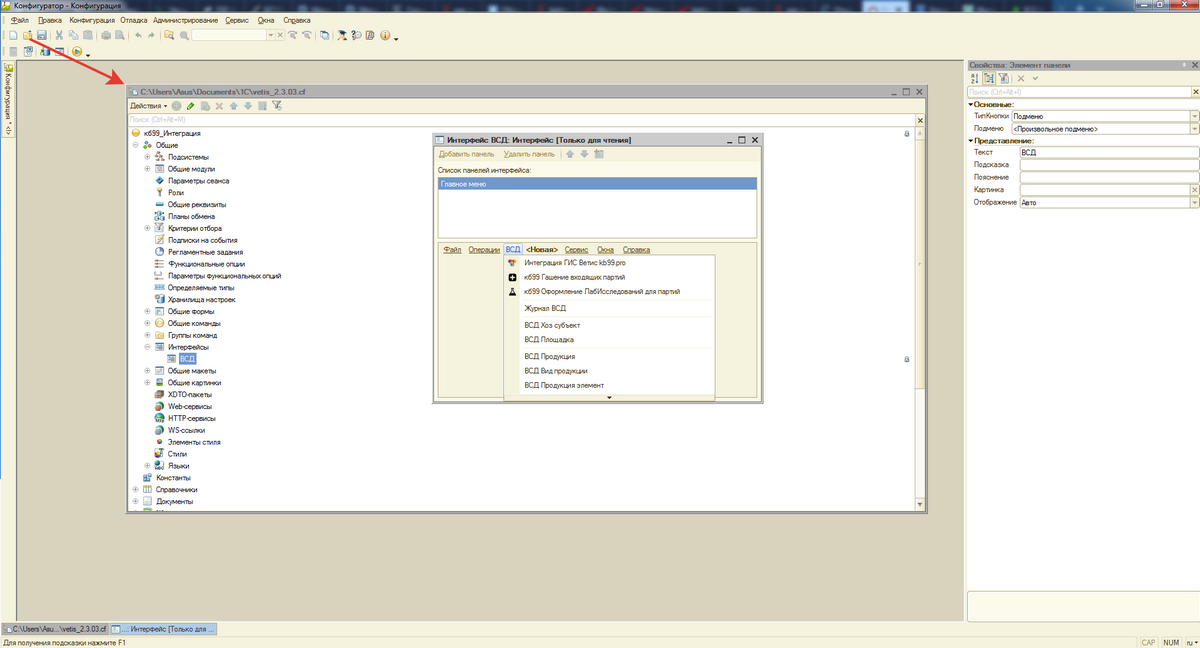 Конфигуратор - Конфигурация
Файл Правка Конфигурация Отладка Администрирование Сервис Окна Справка
Конфигурация * <!>
C:\Users\Asus\Documents\1C\vetis_2.3.03.cf
Действия
Поиск (Ctrl+Alt+M)
кб99_Интеграция
Общие
Подсистемы
Общие модули
Параметры сеанса
Роли
Общие реквизиты
Планы обмена
Критерии отбора
Подписки на события
Регламентные задания
Функциональные опции
Параметры функциональных опций
Определяемые типы
Хранилища настроек
Общие формы
Общие команды
Группы команд
Интерфейсы
ВСД
Общие макеты
Общие картинки
XDTO-пакеты
Web-сервисы
HTTP-сервисы
WS-ссылки
Элементы стиля
Стили
Языки
Константы
Справочники
Документы
Интерфейс ВСД: Интерфейс [Только для чтения]
Добавить панель Удалить панель
Список панелей интерфейса:
Главное меню
Файл Операции ВСД <Новая> Сервис Окна Справка
Интеграция ГИС Ветис kb99.pro
кб99 Гашение входящих партий
кб99 Оформление ЛабИсследований для партий
Журнал ВСД
ВСД Хоз субъект
ВСД Площадка
ВСД Продукция
ВСД Вид продукции
ВСД Продукция элемент
Свойства: Элемент панели
Поиск (Ctrl+Alt+I)
Основные:
ТипКнопки Подменю
Подменю <Произвольное подменю>
Представление:
Текст ВСД
Подсказка
Пояснение
Картинка
Отображение Авто
C:\Users\Asu...\vetis_2.3.03.cf ...: Интерфейс [Только для ...
Для получения подсказки нажмите F1
CAP NUM ru